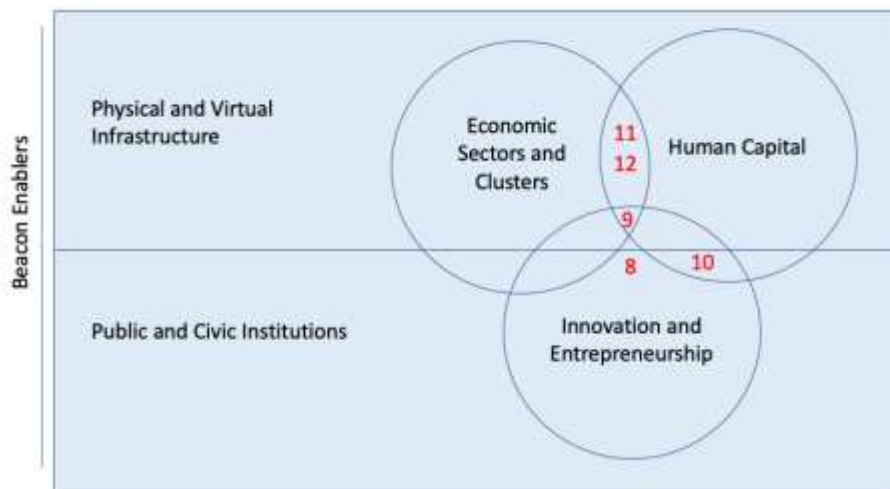 Beacon Enablers
Physical and Virtual
Infrastructure
Economic
Sectors and
Clusters
11
12
Human Capital
9
8
10
Public and Civic Institutions
Innovation and
Entrepreneurship